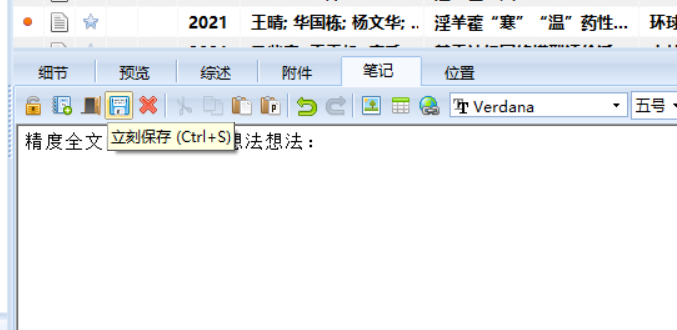 2021 王晴; 华国栋; 杨文华; .. 淫羊藿“寒”“温”药性... 环球
细节 预览 综述 附件 笔记 位置
Verdana 五号
精度全文 想法想法：
立刻保存 (Ctrl+S)